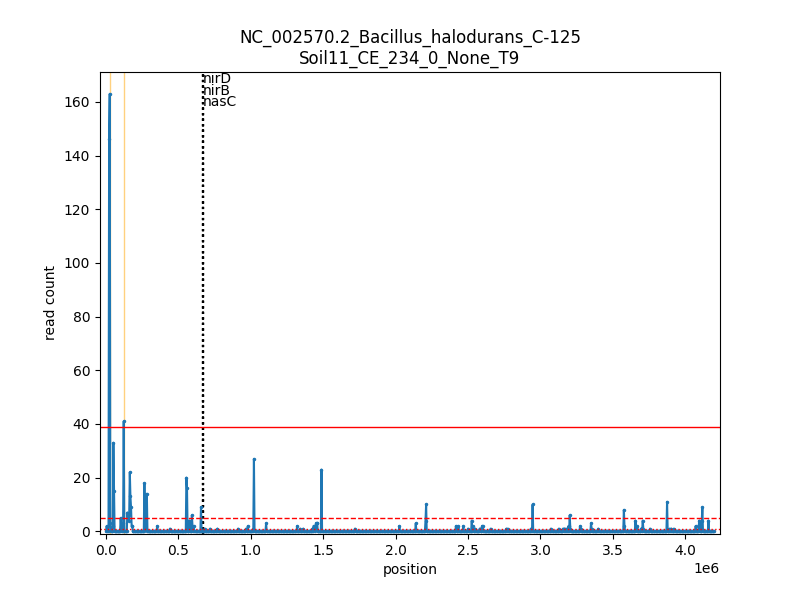 NC_002570.2_Bacillus_halodurans_C-125
Soil11_CE_234_0_None_T9
nirD
nirB
nasC
160
140
120
100
80
60
40
20
0
read count
0.0 0.5 1.0 1.5 2.0 2.5 3.0 3.5 4.0
1e6
position